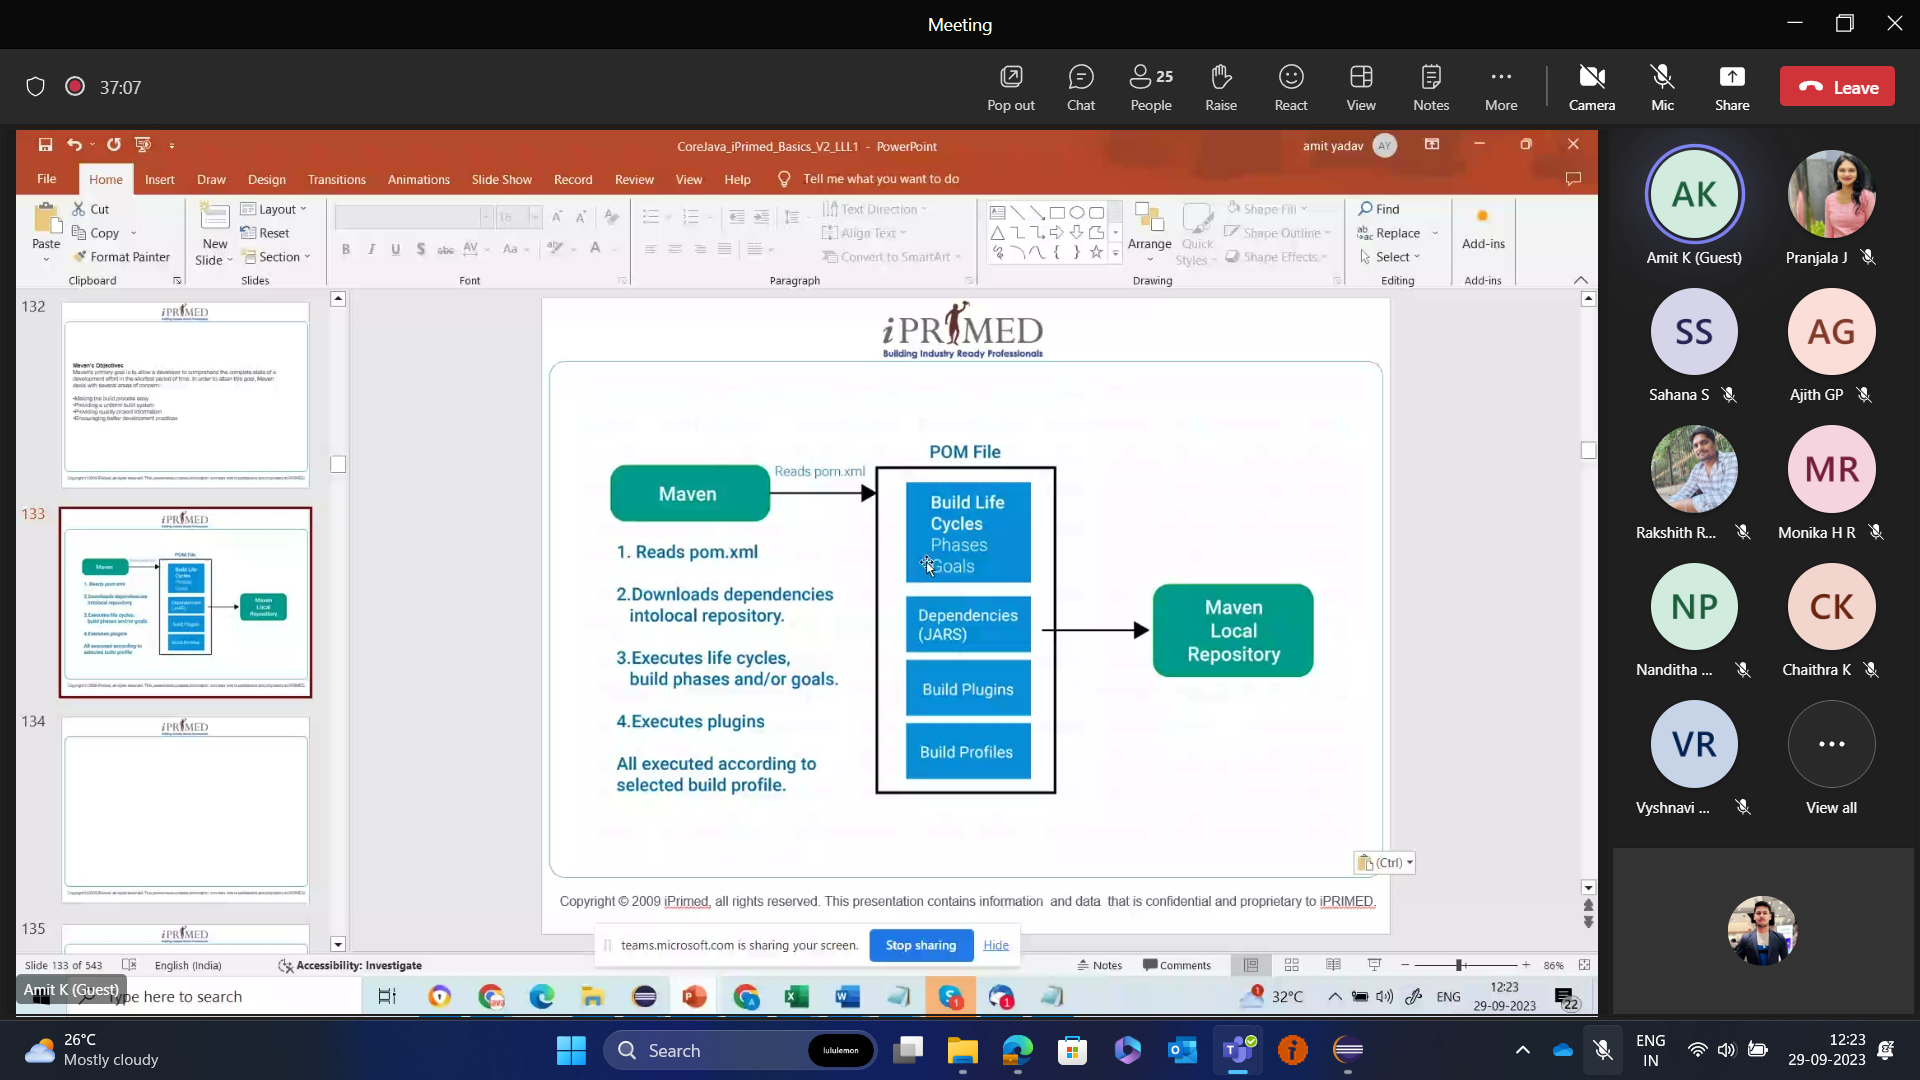 Meeting
37:07
Pop out
Chat
25
People
Raise
React
View
Notes
More
Camera
Mic
Share
Leave
CoreJava_iPrimed_Basics_V2_LLL1 - PowerPoint
amit yadav
AY
File
Home
Insert
Draw
Design
Transitions
Animations
Slide Show
Record
Review
View
Help
Tell me what you want to do
Paste
Cut
Copy
Format Painter
Clipboard
New
Slide
Layout
Reset
Section
Slides
16
Font
Text Direction
Align Text
Convert to SmartArt
Paragraph
Arrange
Quick
Styles
Shape Fill
Shape Outline
Shape Effects
Drawing
Find
Replace
Select
Editing
Add-ins
Add-ins
132
iPRIMED
Maven's Objectives
133
iPRIMED
134
iPRIMED
135
iPRIMED
iPRIMED
Building Industry Ready Professionals
POM File
Maven
Reads pom.xml
Build Life
Cycles
Phases
Goals
1. Reads pom.xml
2.Downloads dependencies
intolocal repository.
3.Executes life cycles,
build phases and/or goals.
4.Executes plugins
All executed according to
selected build profile.
Dependencies
(JARS)
Build Plugins
Build Profiles
Maven
Local
Repository
(Ctrl)
Copyright © 2009 iPrimed, all rights reserved. This presentation contains information and data that is confidential and proprietary to iPRIMED.
teams.microsoft.com is sharing your screen.
Stop sharing
Hide
Slide 133 of 543
English (India)
Accessibility: Investigate
Notes
Comments
86%
Amit K (Guest)
Type here to search
32°C
ENG
12:23
29-09-2023
22
AK
Amit K (Guest)
Pranjala J
SS
Sahana S
AG
Ajith GP
Rakshith R...
MR
Monika H R
NP
Nanditha ...
CK
Chaithra K
VR
Vyshnavi ...
View all
26°C
Mostly cloudy
Search
lululemon
ENG
IN
12:23
29-09-2023